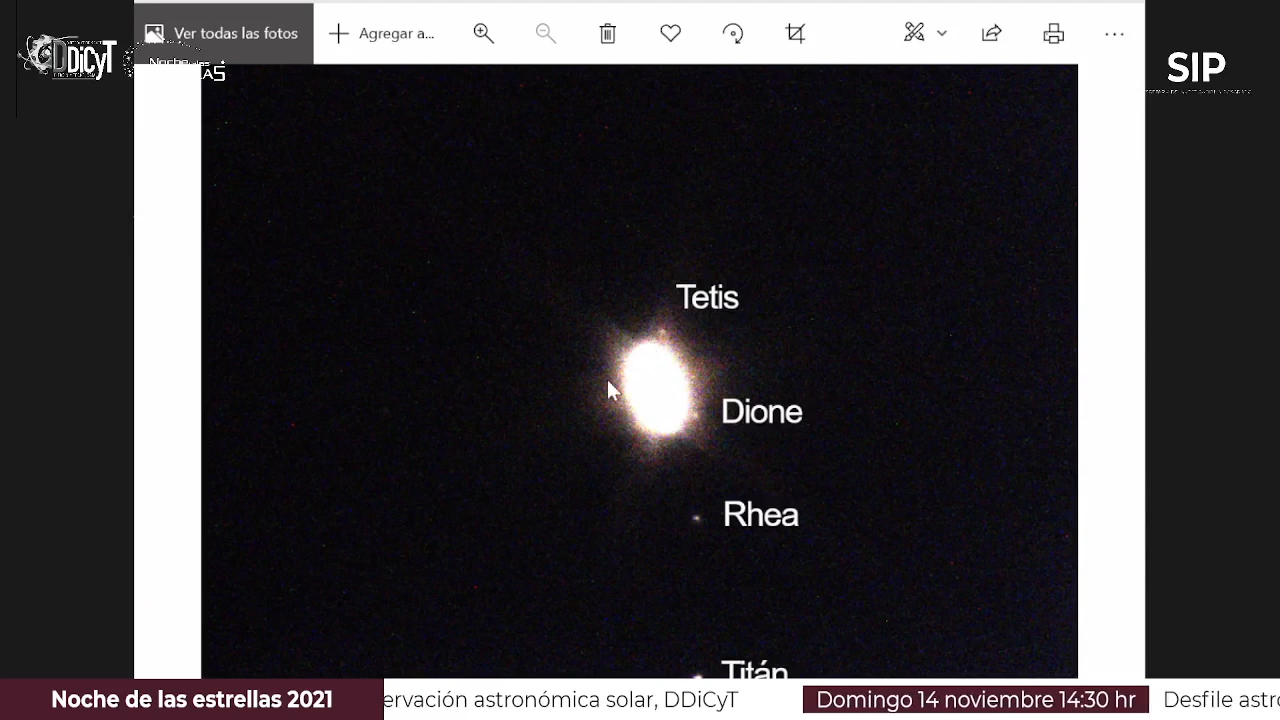 Ver todas las fotos
Agregar a...
DDiCyT
SIP
Tetis
Dione
Rhea
Titán
Noche de las estrellas 2021
ervación astronómica solar, DDiCyT
Domingo 14 noviembre 14:30 hr
Desfile astr